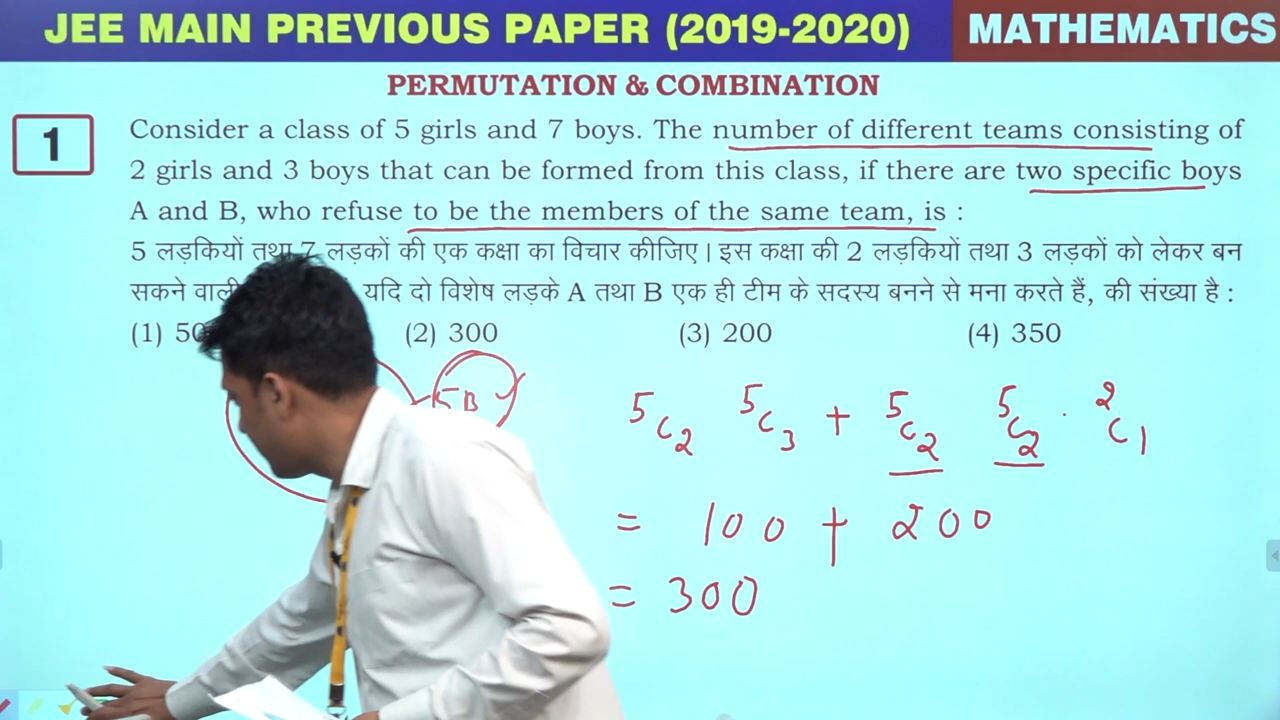 JEE MAIN PREVIOUS PAPER (2019-2020) MATHEMATICS
PERMUTATION & COMBINATION
1
Consider a class of 5 girls and 7 boys. The number of different teams consisting of
2 girls and 3 boys that can be formed from this class, if there are two specific boys
A and B, who refuse to be the members of the same team, is :
5 लड़कियों तथा 7 लड़कों की एक कक्षा का विचार कीजिए। इस कक्षा की 2 लड़कियों तथा 3 लड़कों को लेकर बन
सकने यदि दो विशेष लड़के A तथा B एक ही टीम के सदस्य बनने से मना करते हैं, की संख्या है :
(1) (2) 300 (3) 200 (4) 350
5B
⁵C₂ ⁵C₃ + ⁵C₂ ⁵C₂ · ²C₁
= 100 + 200
= 300